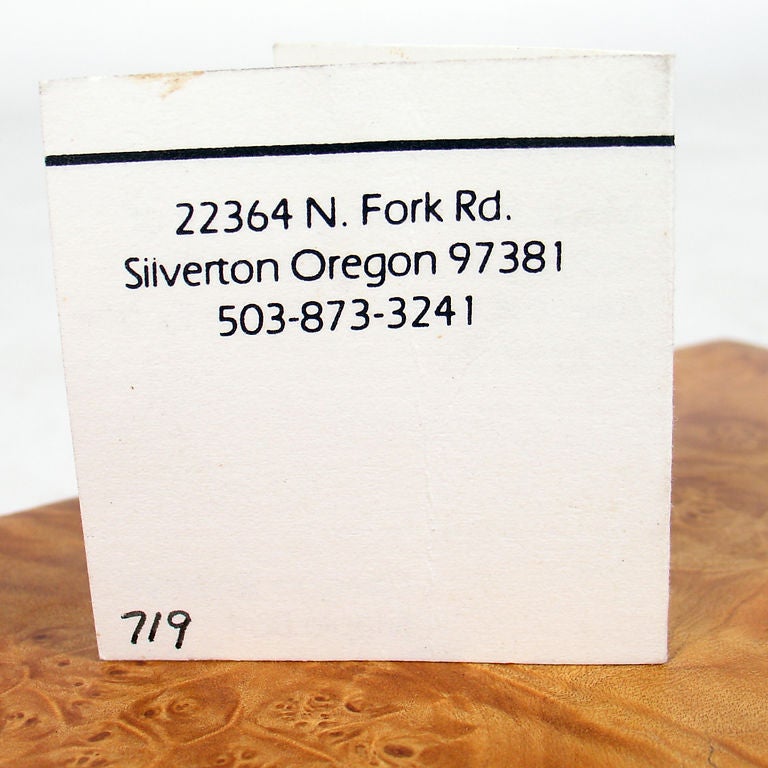 22364 N. Fork Rd.
Silverton Oregon 97381
503-873-3241
719